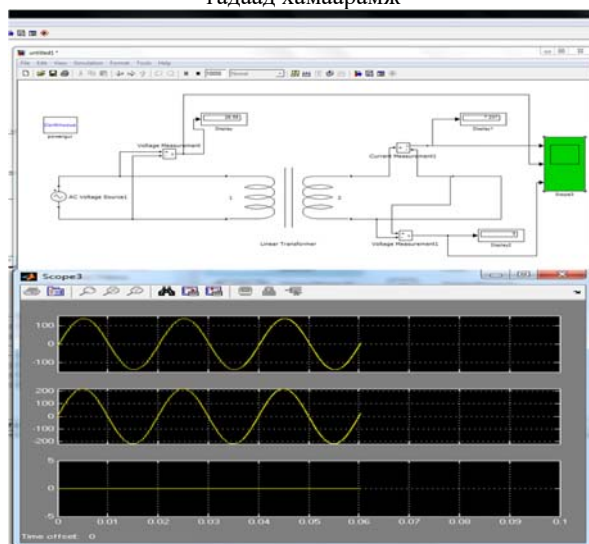 Гадаад хамаарамж
untitled1 *
File Edit View Simulation Format Tools Help
10000 Normal
Continuous
powergui
Voltage Measurement
Display
AC Voltage Source1
1
2
Linear Transformer
Current Measurement1
Voltage Measurement1
Scope3
100
0
-100
200
100
0
-100
-200
5
0
-5
0 0.01 0.02 0.03 0.04 0.05 0.06 0.07 0.08 0.09 0.1
Time offset: 0